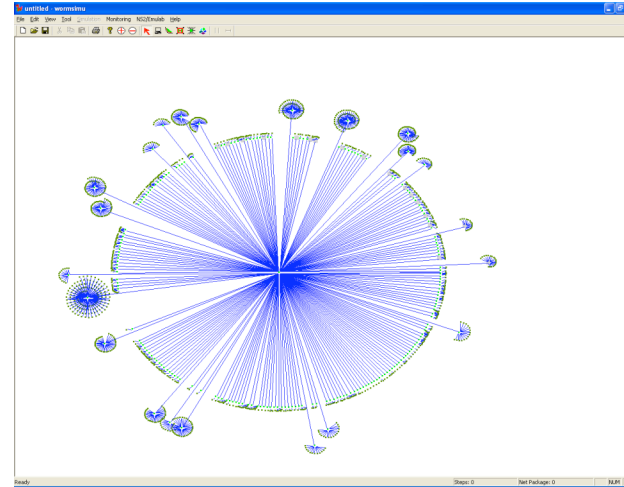 untitled - wormsimu
File Edit View Tool Simulation Monitoring NS2/Emulab Help
Ready Steps: 0 Net Package: 0 NUM